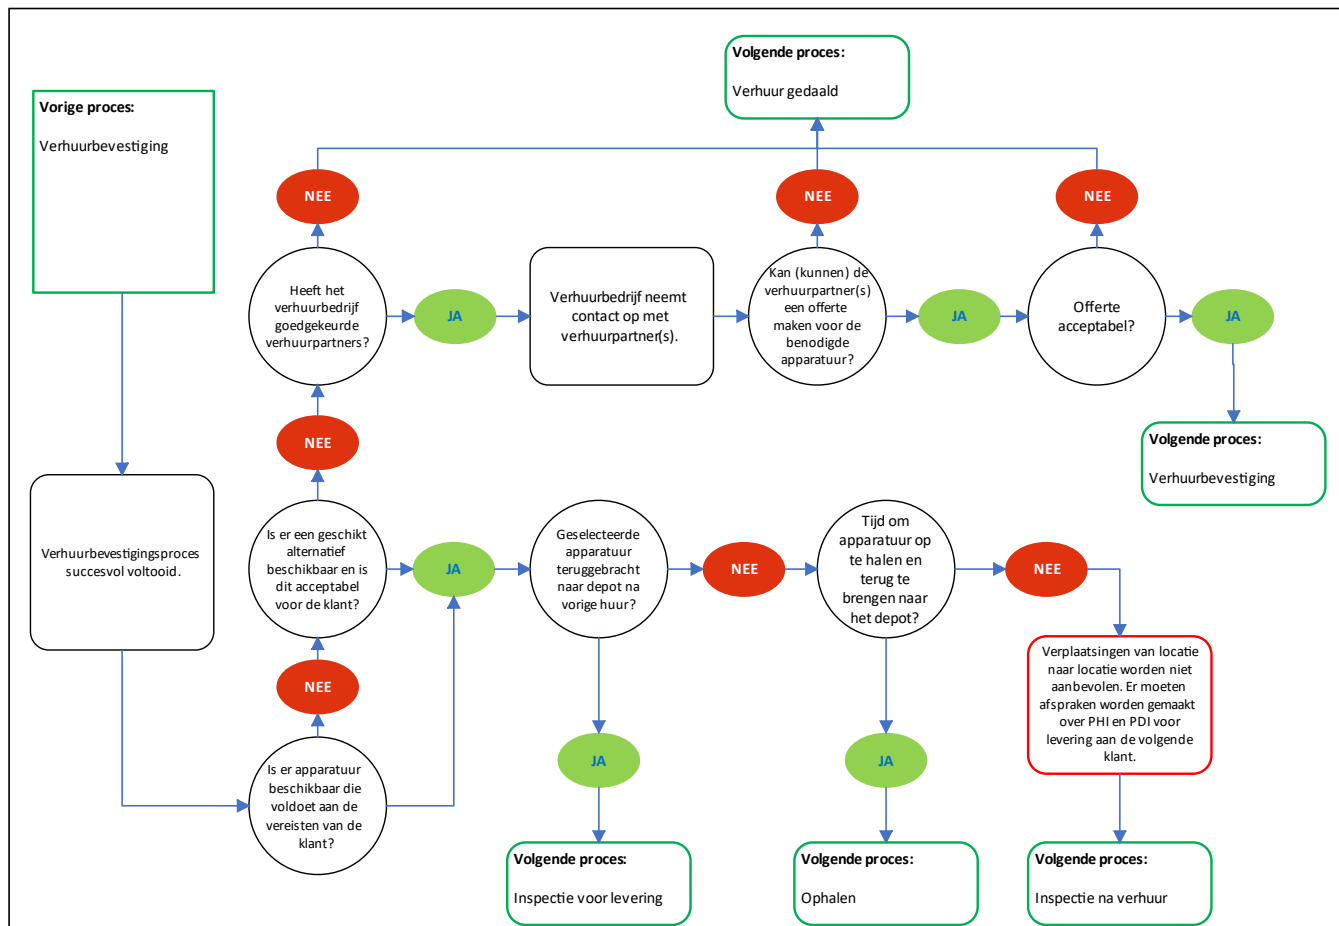 Volgende proces:
Verhuur gedaald
Vorige proces:
Verhuurbevestiging
NEE
NEE
NEE
Heeft het
verhuurbedrijf
goedgekeurde
verhuurpartners?
JA
Verhuurbedrijf neemt
contact op met
verhuurpartner(s).
Kan (kunnen) de
verhuurpartner(s)
een offerte
maken voor de
benodigde
apparatuur?
JA
Offerte
acceptabel?
JA
NEE
Volgende proces:
Verhuurbevestiging
Verhuurbevestigingsproces
succesvol voltooid.
Is er een geschikt
alternatief
beschikbaar en is
dit acceptabel
voor de klant?
JA
Geselecteerde
apparatuur
teruggebracht
naar depot na
vorige huur?
NEE
Tijd om
apparatuur op
te halen en
terug te
brengen naar
het depot?
NEE
NEE
Verplaatsingen van locatie
naar locatie worden niet
aanbevolen. Er moeten
afspraken worden gemaakt
over PHI en PDI voor
levering aan de volgende
klant.
Is er apparatuur
beschikbaar die
voldoet aan de
vereisten van de
klant?
JA
JA
Volgende proces:
Inspectie voor levering
Volgende proces:
Ophalen
Volgende proces:
Inspectie na verhuur